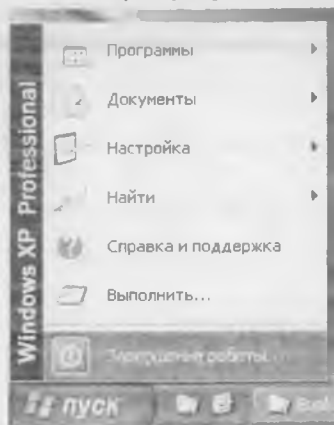 Программы
Документы
Настройка
Найти
Справка и поддержка
Выполнить...
Завершение работы...
Windows XP Professional
пуск